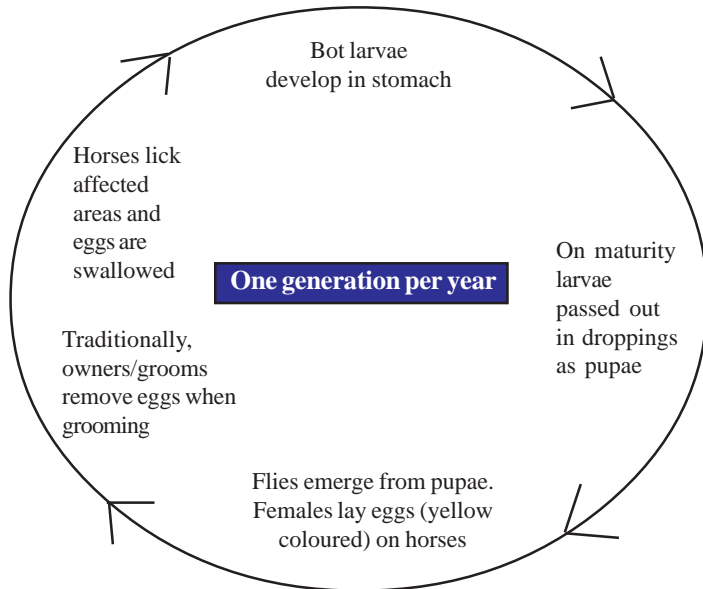 Bot larvae
develop in stomach
On maturity
larvae
passed out
in droppings
as pupae
Flies emerge from pupae.
Females lay eggs (yellow
coloured) on horses
Traditionally,
owners/grooms
remove eggs when
grooming
Horses lick
affected
areas and
eggs are
swallowed
One generation per year